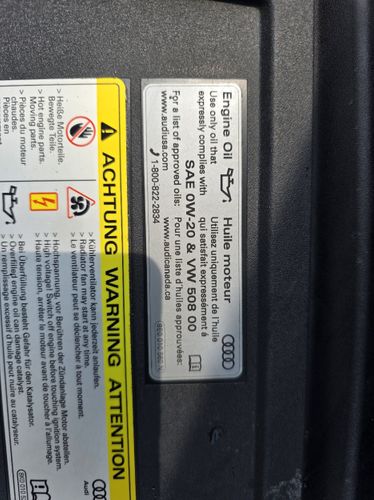 Engine Oil
Huile moteur
Use only oil that
Utilisez uniquement de l'huile
expressly complies with
qui satisfait expressément à
SAE 0W-20 & VW 508 00
For a list of approved oils:
Pour une liste d'huiles approuvées:
www.audiusa.com
1-800-822-2834
www.audicanada.ca
ACHTUNG WARNING ATTENTION
Audi
> Heiße Motorteile.
Bewegte Teile.
> Hot engine parts.
Moving parts.
> Pièces du moteur
chaudes.
Pièces en
> Kühlerventilator kann jederzeit anlaufen.
> Radiator fan may start at any time.
> Le ventilateur peut se déclencher à tout moment.
> Hochspannung, vor Berühren der Zündanlage Motor abstellen.
> High voltage! Switch off engine before touching ignition system.
> Haute tension, arrêter le moteur avant de toucher à l'allumage.
> Bei Überfüllung besteht Gefahr für den Katalysator.
> Overfilling engine oil can damage catalyst.
> Un remplissage excessif d'huile peut nuire au catalyseur.